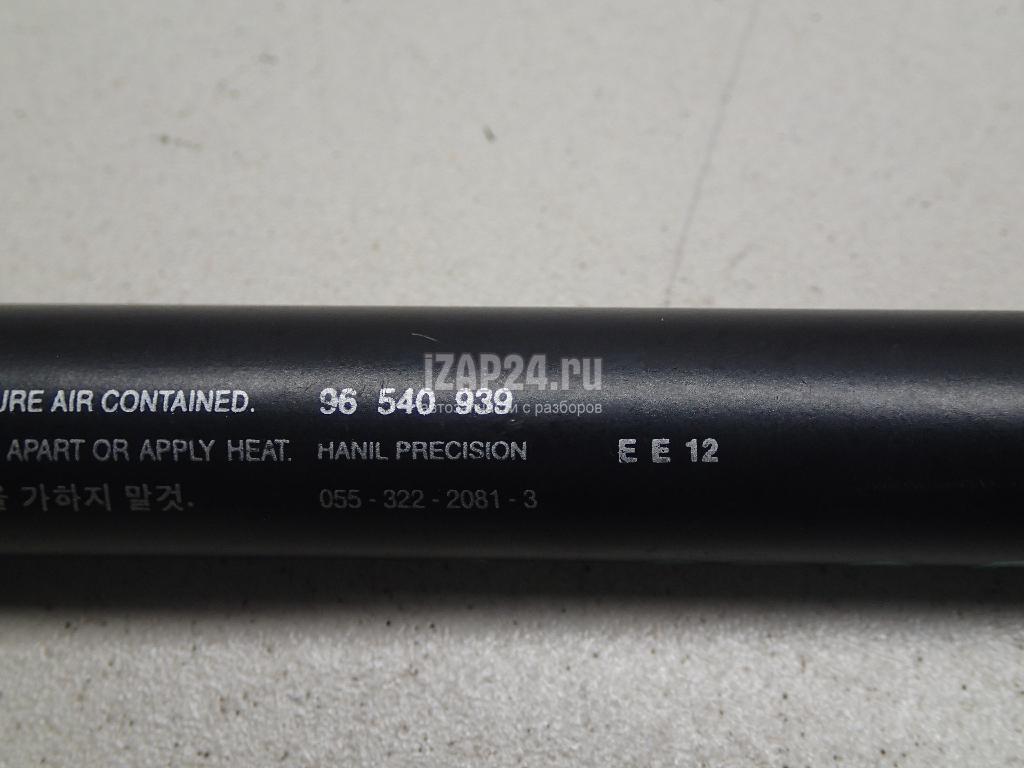 iZAP24.ru
URE AIR CONTAINED. 96 540 939
APART OR APPLY HEAT. HANIL PRECISION E E 12
가하지 말것. 055 - 322 - 2081 - 3